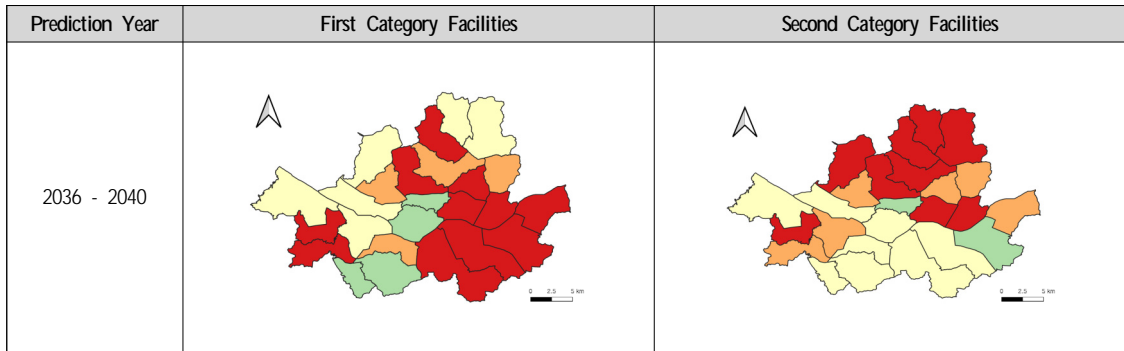 Prediction Year
First Category Facilities
Second Category Facilities
2036 - 2040
0 2.5 5 km
0 2.5 5 km